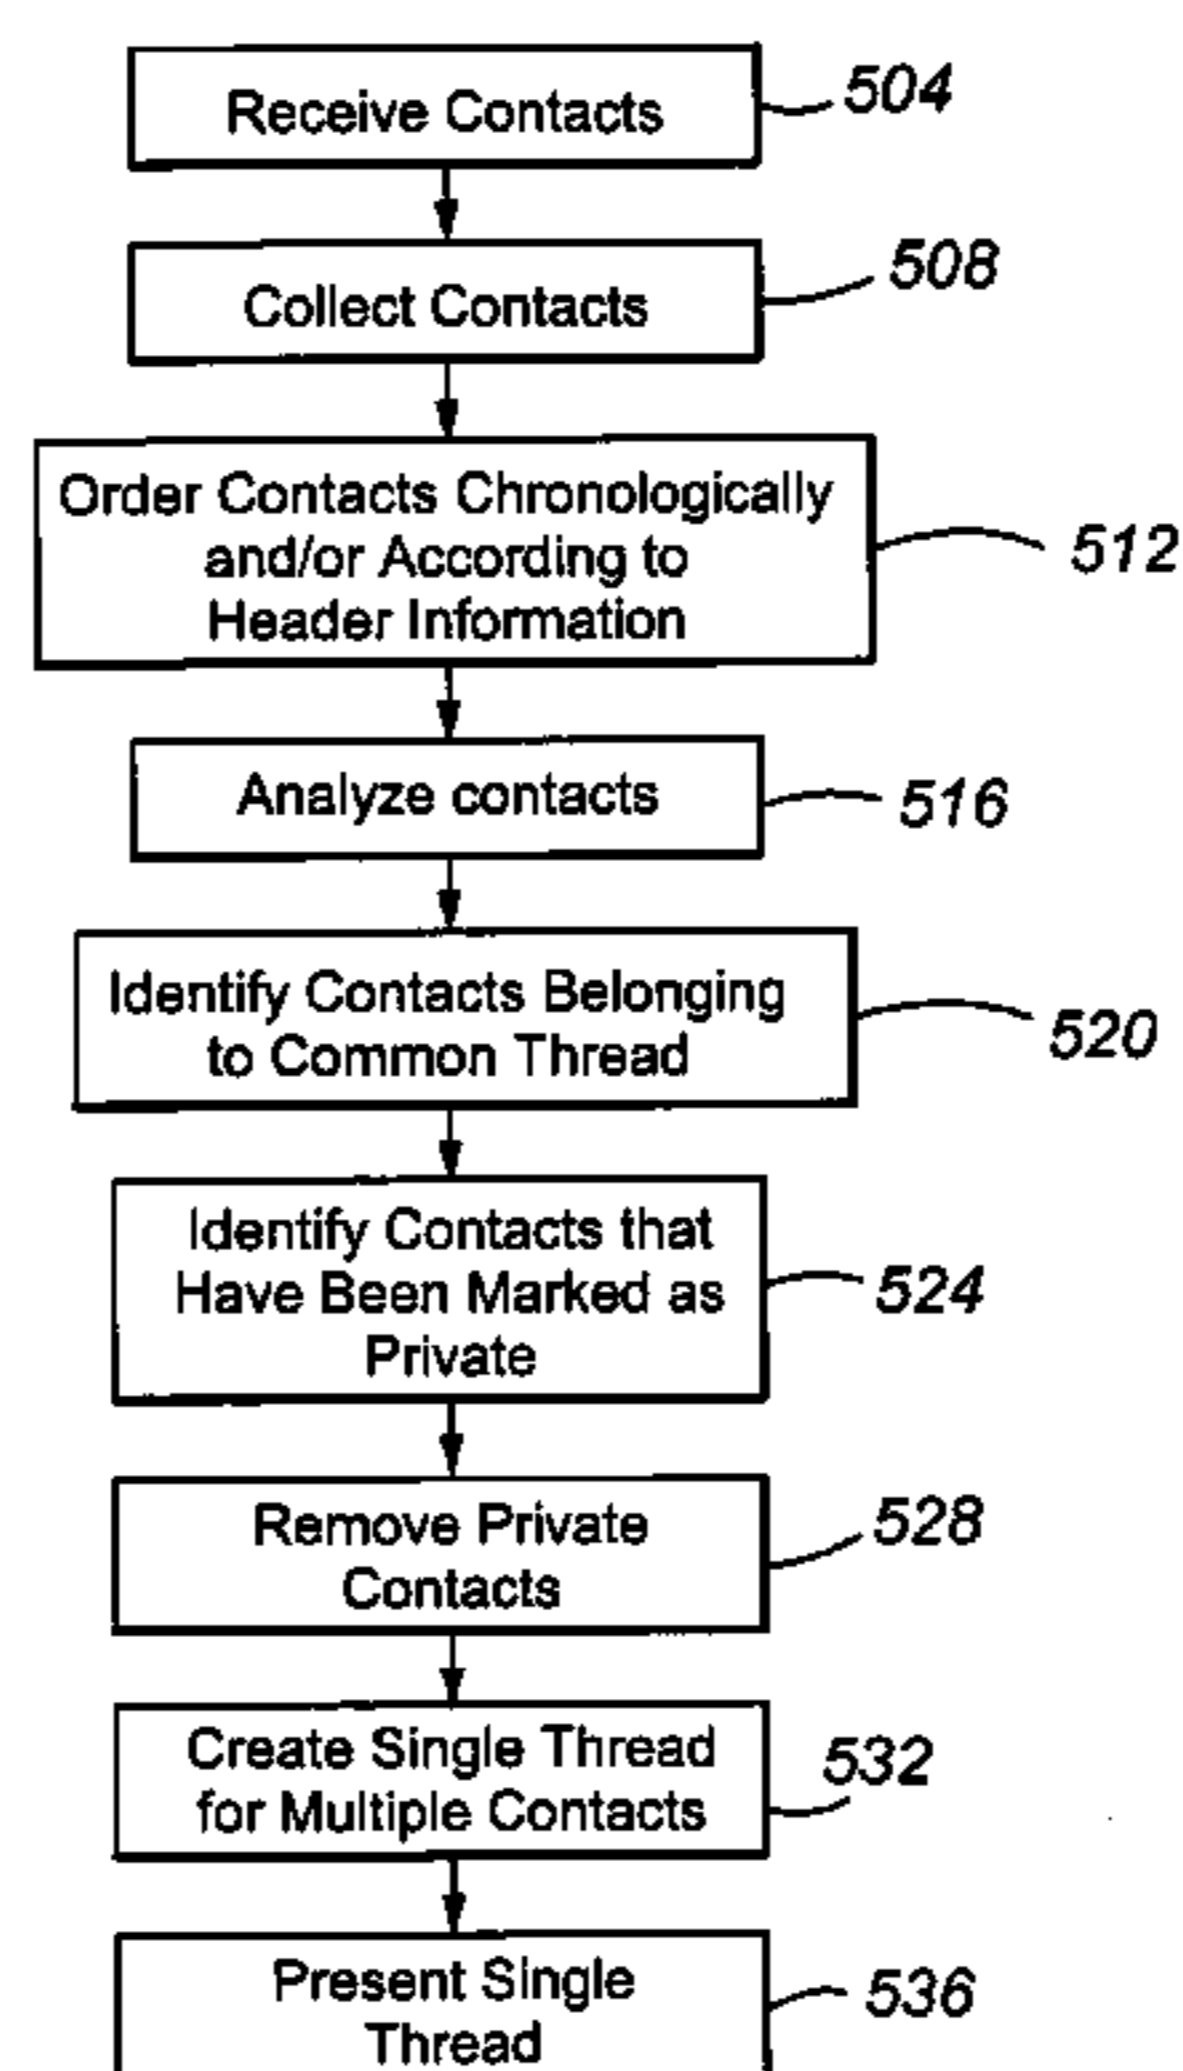 Receive Contacts
504
Collect Contacts
508
Order Contacts Chronologically
and/or According to
Header Information
512
Analyze contacts
516
Identify Contacts Belonging
to Common Thread
520
Identify Contacts that
Have Been Marked as
Private
524
Remove Private
Contacts
528
Create Single Thread
for Multiple Contacts
532
Present Single
Thread
536